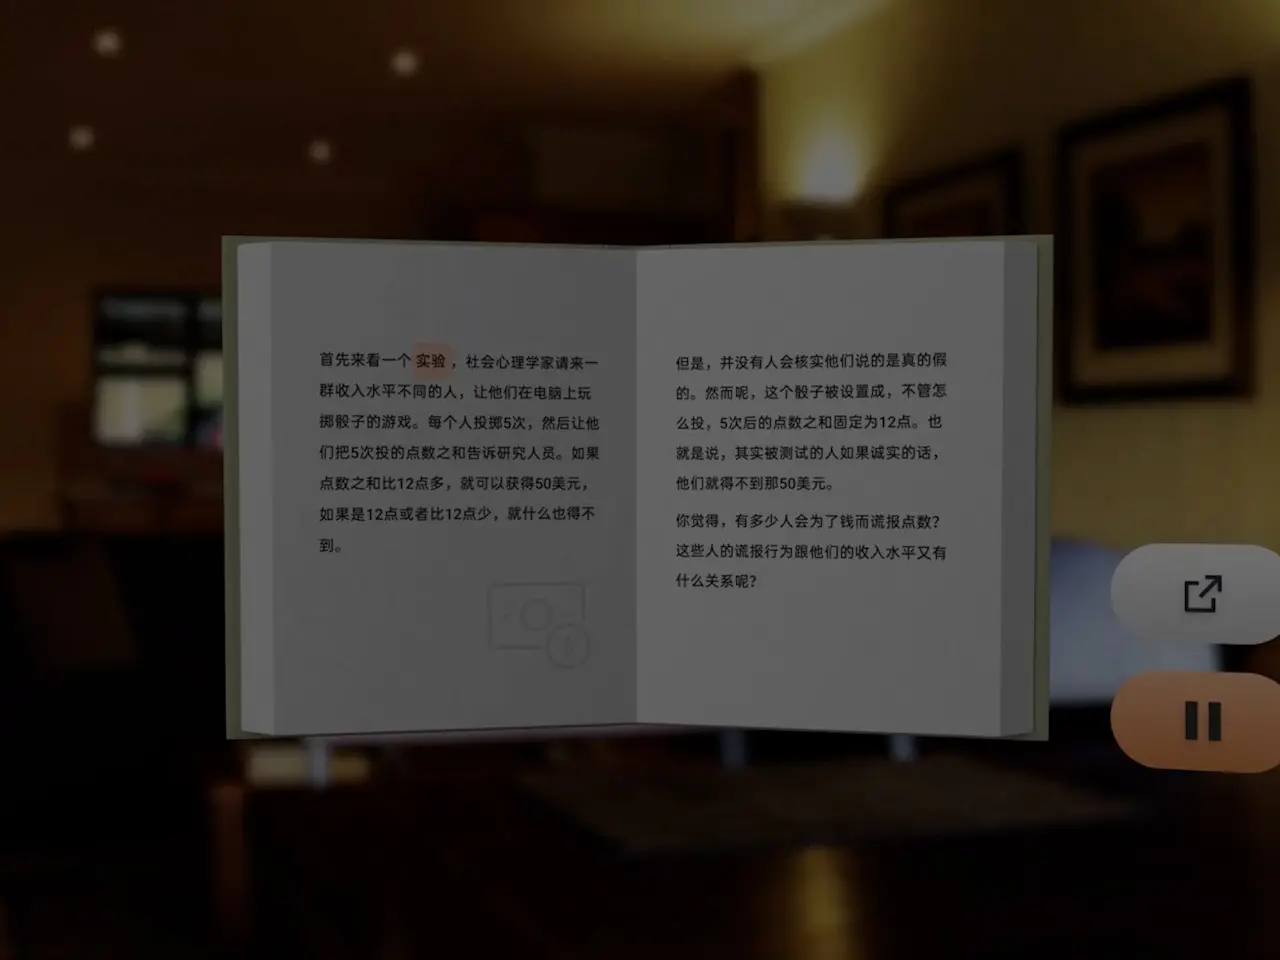 首先来看一个实验，社会心理学家请来一
群收入水平不同的人，让他们在电脑上玩
掷骰子的游戏。每个人投掷5次，然后让他
们把5次投的点数之和告诉研究人员。如果
点数之和比12点多，就可以获得50美元，
如果是12点或者比12点少，就什么也得不
到。
但是，并没有人会核实他们说的是真的假
的。然而呢，这个骰子被设置成，不管怎
么投，5次后的点数之和固定为12点。也
就是说，其实被测试的人如果诚实的话，
他们就得不到那50美元。
你觉得，有多少人会为了钱而谎报点数？
这些人的谎报行为跟他们的收入水平又有
什么关系呢？